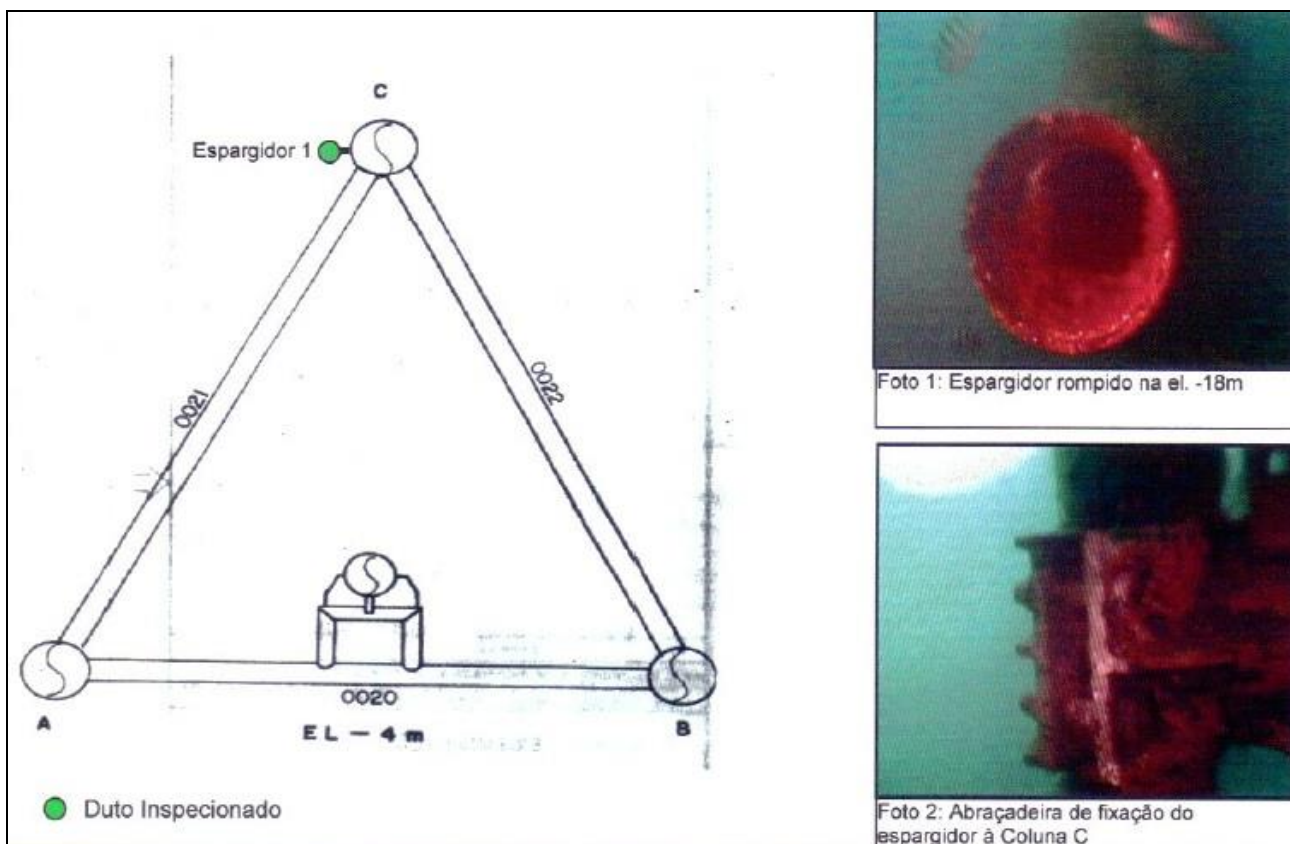 C
Espargidor 1
0021
0022
0020
A
EL - 4 m
B
Duto Inspecionado
Foto 1: Espargidor rompido na el. -18m
Foto 2: Abraçadeira de fixação do
espargidor à Coluna C